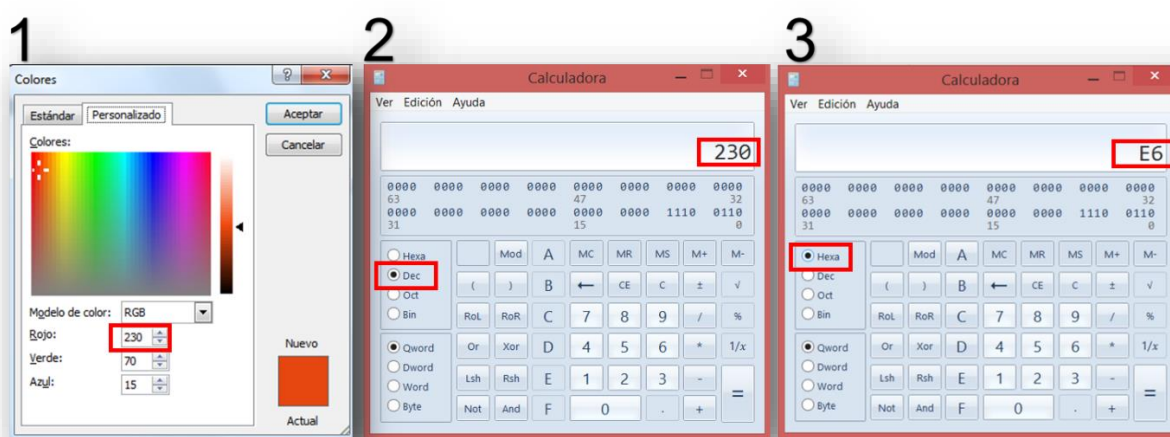 1
2
3
Colores
Estándar Personalizado
Aceptar
Cancelar
Colores:
Modelo de color: RGB
Rojo: 230
Verde: 70
Azul: 15
Nuevo
Actual
Calculadora
Ver Edición Ayuda
230
0000 0000 0000 0000 0000 0000 0000 0000
63 47 32
0000 0000 0000 0000 0000 0000 1110 0110
31 15 0
Hexa
Dec
Oct
Bin
Qword
Dword
Word
Byte
Mod A MC MR MS M+ M-
( ) B ← CE C ± √
RoL RoR C 7 8 9 / %
Or Xor D 4 5 6 * 1/x
Lsh Rsh E 1 2 3 - =
Not And F 0 . +
Calculadora
Ver Edición Ayuda
E6
0000 0000 0000 0000 0000 0000 0000 0000
63 47 32
0000 0000 0000 0000 0000 0000 1110 0110
31 15 0
Hexa
Dec
Oct
Bin
Qword
Dword
Word
Byte
Mod A MC MR MS M+ M-
( ) B ← CE C ± √
RoL RoR C 7 8 9 / %
Or Xor D 4 5 6 * 1/x
Lsh Rsh E 1 2 3 - =
Not And F 0 . +